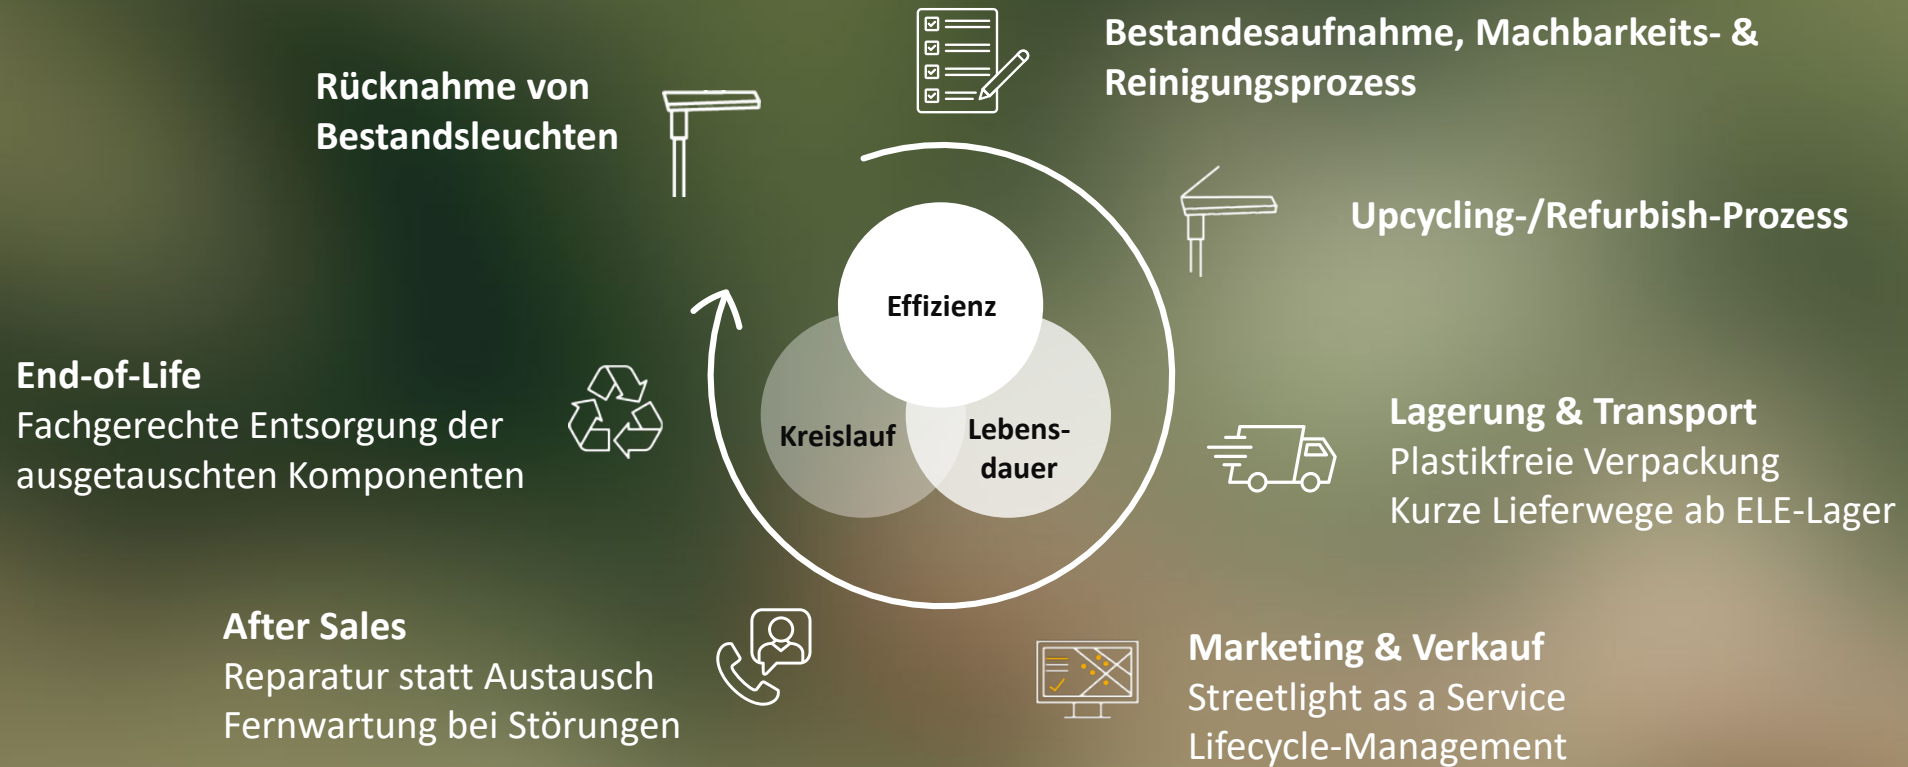 Rücknahme von
Bestandsleuchten
Bestandesaufnahme, Machbarkeits- &
Reinigungsprozess
Upcycling-/Refurbish-Prozess
Effizienz
Kreislauf
Lebens-
dauer
Lagerung & Transport
Plastikfreie Verpackung
Kurze Lieferwege ab ELE-Lager
Marketing & Verkauf
Streetlight as a Service
Lifecycle-Management
After Sales
Reparatur statt Austausch
Fernwartung bei Störungen
End-of-Life
Fachgerechte Entsorgung der
ausgetauschten Komponenten